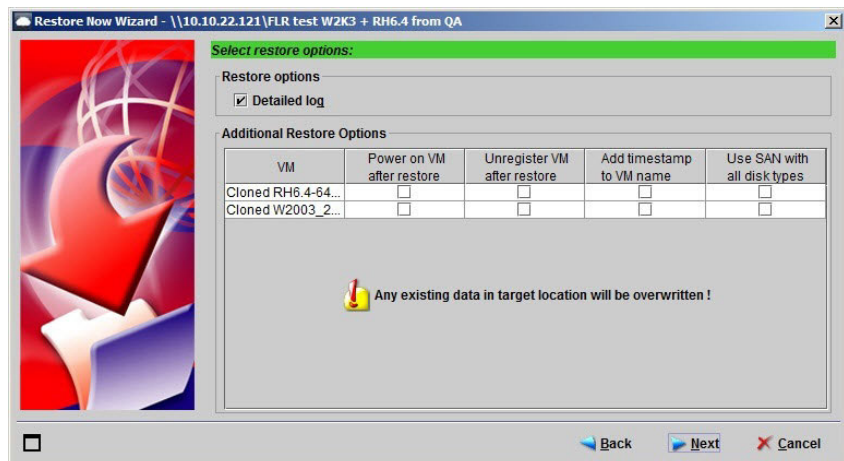 Restore Now Wizard - \\10.10.22.121\FLR test W2K3 + RH6.4 from QA
Select restore options:
Restore options
Detailed log
Additional Restore Options
VM
Power on VM
after restore
Unregister VM
after restore
Add timestamp
to VM name
Use SAN with
all disk types
Cloned RH6.4-64...
Cloned W2003_2...
Any existing data in target location will be overwritten !
Back
Next
Cancel